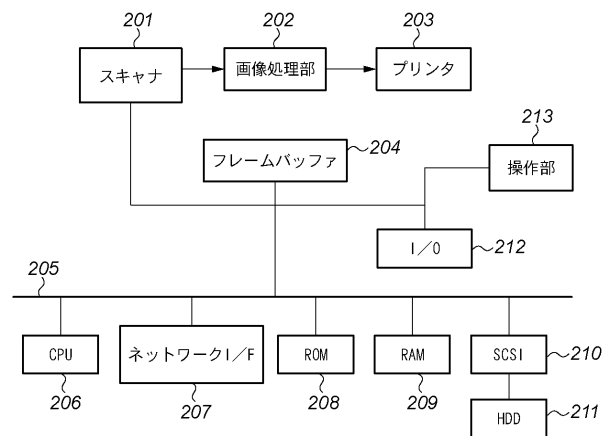 201
202
203
スキャナ
画像処理部
プリンタ
213
フレームバッファ
204
操作部
I/O
212
205
CPU
ネットワークI/F
ROM
RAM
SCSI
210
206
207
208
209
HDD
211